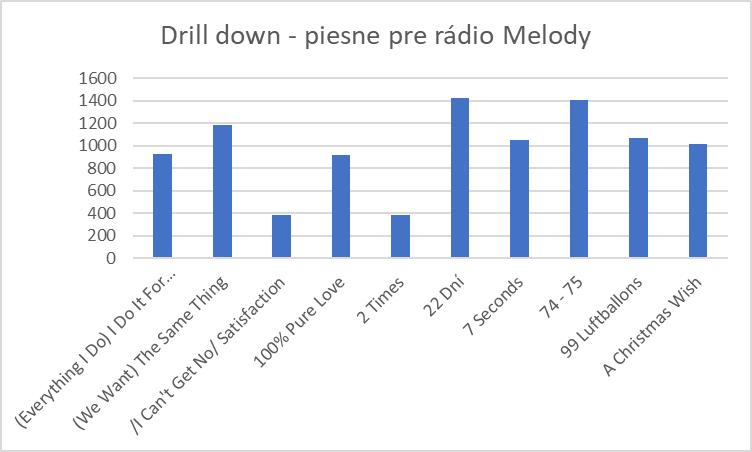 Drill down - piesne pre rádio Melody
1600
1400
1200
1000
800
600
400
200
0
(Everything I Do) I Do It For...
(We Want) The Same Thing
/I Can't Get No/ Satisfaction
100% Pure Love
2 Times
22 Dní
7 Seconds
74 - 75
99 Luftballons
A Christmas Wish